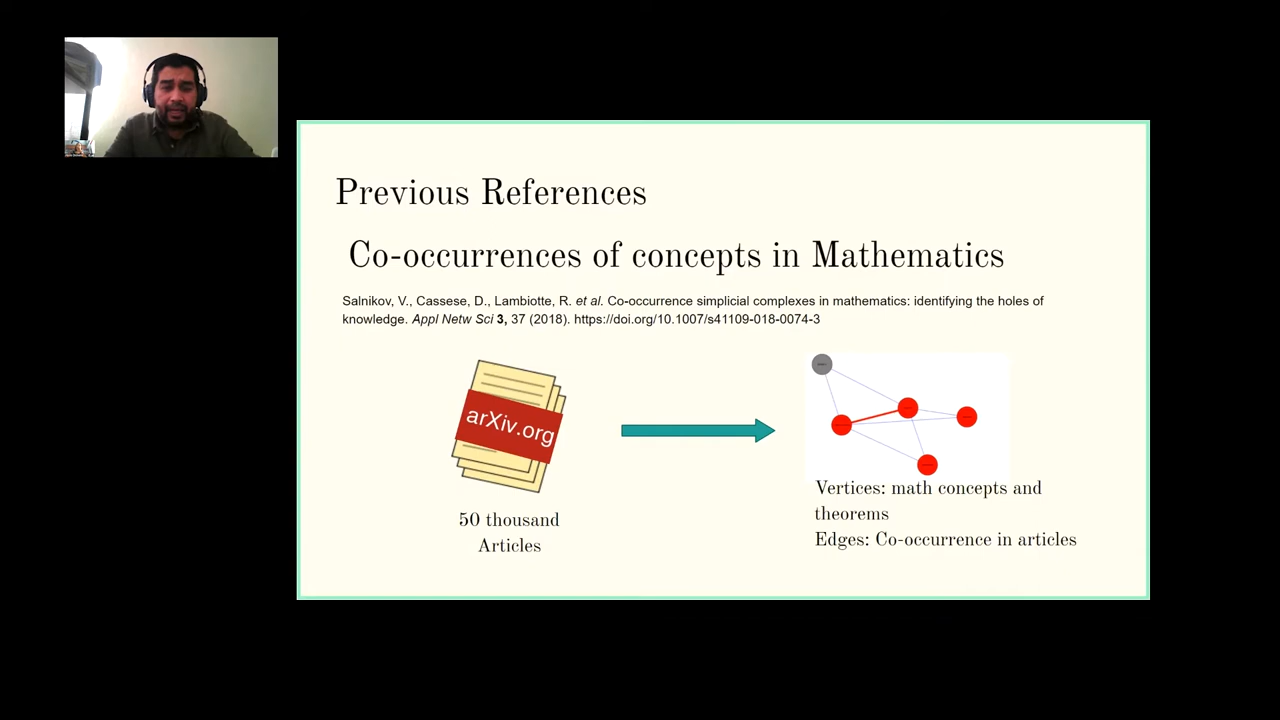 Previous References
Co-occurrences of concepts in Mathematics
Salnikov, V., Cassese, D., Lambiotte, R. et al. Co-occurrence simplicial complexes in mathematics: identifying the holes of
knowledge. Appl Netw Sci 3, 37 (2018). https://doi.org/10.1007/s41109-018-0074-3
arXiv.org
50 thousand
Articles
Vertices: math concepts and
theorems
Edges: Co-occurrence in articles